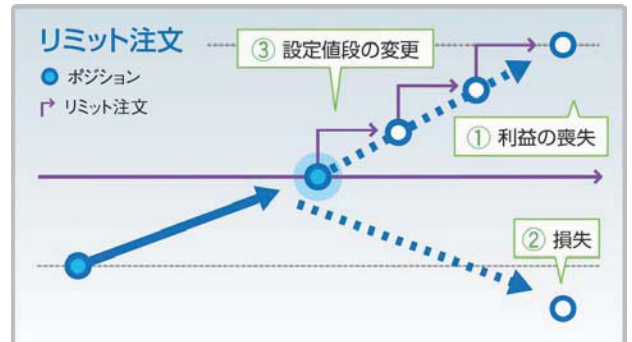 リミット注文
ポジション
リミット注文
③ 設定値段の変更
① 利益の喪失
② 損失